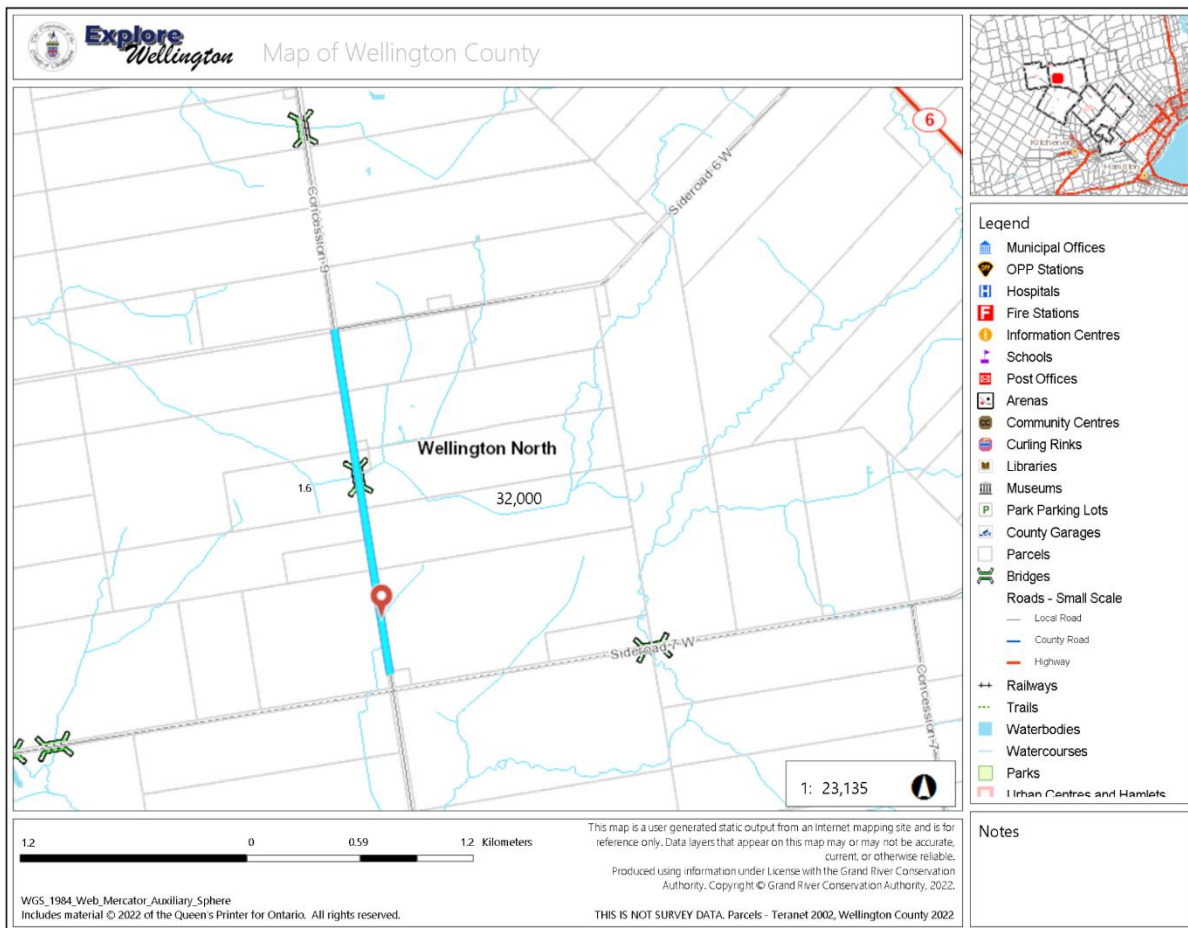 Explore
Wellington
Map of Wellington County
6
Sideroad 6 W
Concession 9
Wellington North
1.6
32,000
Sideroad 7 W
Concession 7
1: 23,135
Kitchener
Hamilton
Legend
Municipal Offices
OPP Stations
Hospitals
Fire Stations
Information Centres
Schools
Post Offices
Arenas
Community Centres
Curling Rinks
Libraries
Museums
Park Parking Lots
County Garages
Parcels
Bridges
Roads - Small Scale
Local Road
County Road
Highway
Railways
Trails
Waterbodies
Watercourses
Parks
Urban Centres and Hamlets
Notes
1.2 0 0.59 1.2 Kilometers
WGS_1984_Web_Mercator_Auxiliary_Sphere
Includes material © 2022 of the Queen's Printer for Ontario. All rights reserved.
This map is a user generated static output from an Internet mapping site and is for
reference only. Data layers that appear on this map may or may not be accurate,
current, or otherwise reliable.
Produced using information under License with the Grand River Conservation
Authority. Copyright © Grand River Conservation Authority, 2022.
THIS IS NOT SURVEY DATA. Parcels - Teranet 2002, Wellington County 2022